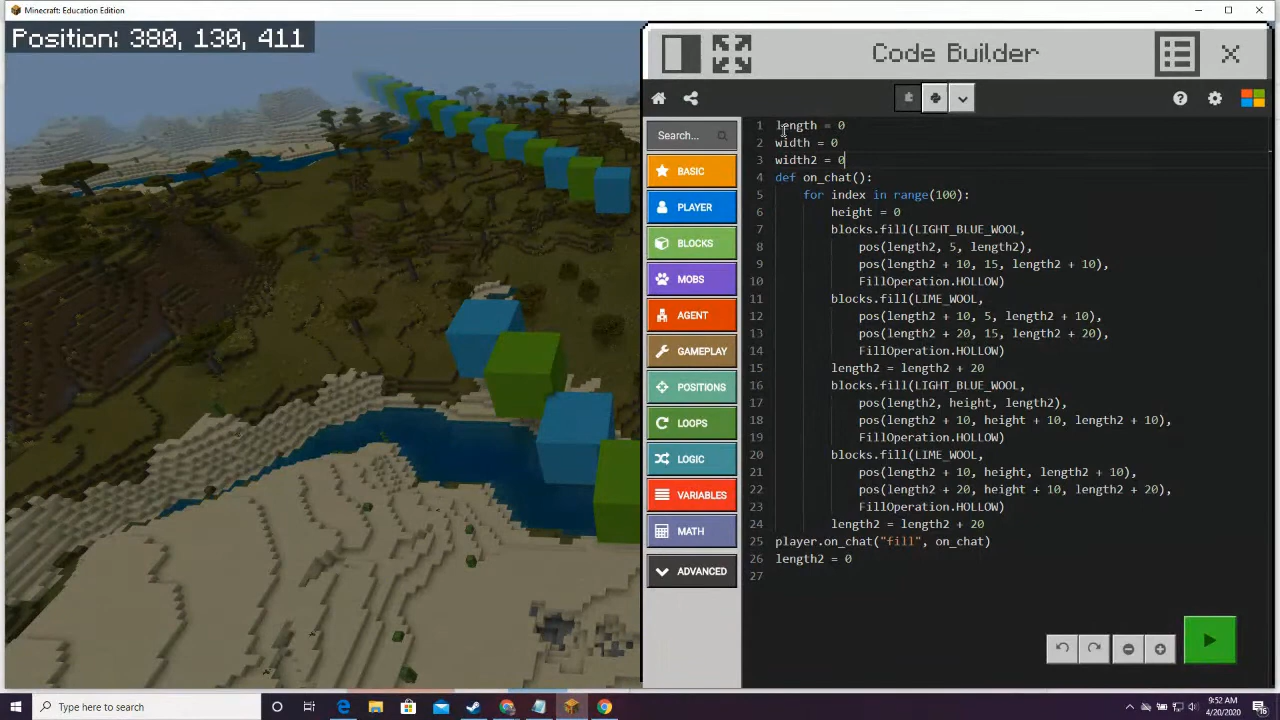 Minecraft: Education Edition
Position: 380, 130, 411
Code Builder
Search...
BASIC
PLAYER
BLOCKS
MOBS
AGENT
GAMEPLAY
POSITIONS
LOOPS
LOGIC
VARIABLES
MATH
ADVANCED
1 length = 0
2 width = 0
3 width2 = 0
4 def on_chat():
5 for index in range(100):
6 height = 0
7 blocks.fill(LIGHT_BLUE_WOOL,
8 pos(length2, 5, length2),
9 pos(length2 + 10, 15, length2 + 10),
10 FillOperation.HOLLOW)
11 blocks.fill(LIME_WOOL,
12 pos(length2 + 10, 5, length2 + 10),
13 pos(length2 + 20, 15, length2 + 20),
14 FillOperation.HOLLOW)
15 length2 = length2 + 20
16 blocks.fill(LIGHT_BLUE_WOOL,
17 pos(length2, height, length2),
18 pos(length2 + 10, height + 10, length2 + 10),
19 FillOperation.HOLLOW)
20 blocks.fill(LIME_WOOL,
21 pos(length2 + 10, height, length2 + 10),
22 pos(length2 + 20, height + 10, length2 + 20),
23 FillOperation.HOLLOW)
24 length2 = length2 + 20
25 player.on_chat("fill", on_chat)
26 length2 = 0
27
Type here to search
9:52 AM
4/20/2020